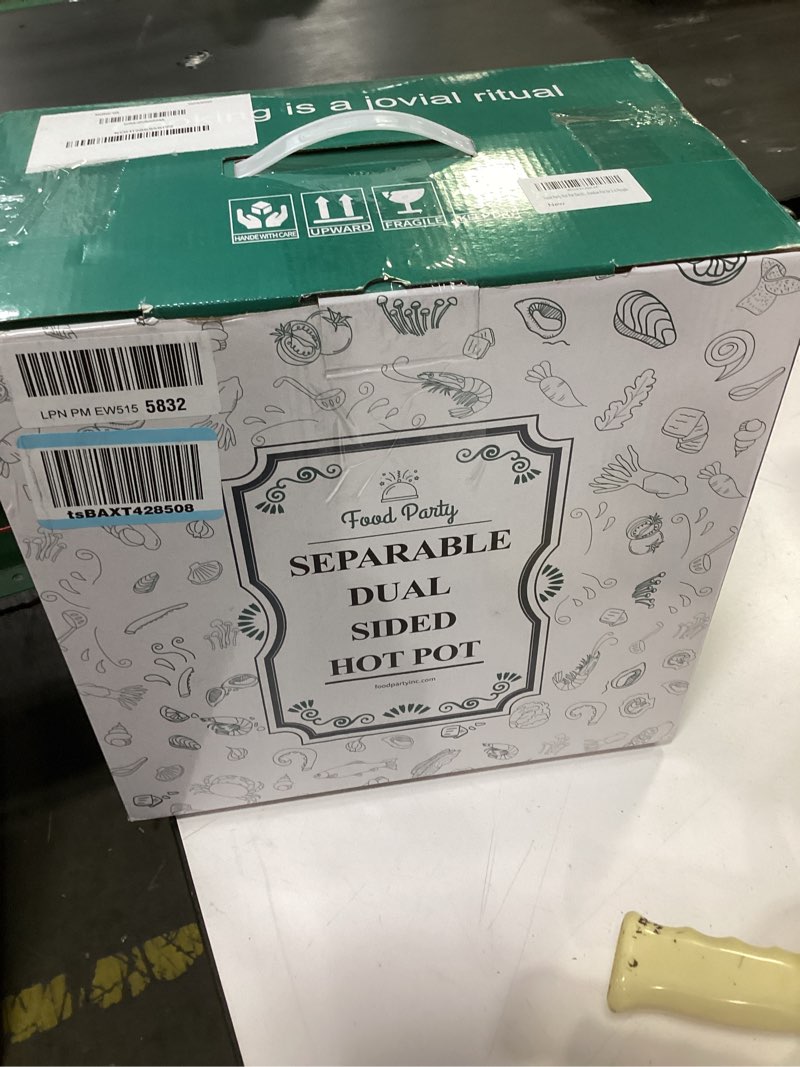 is a jovial ritual
HANDE WITH CARE
UPWARD
FRAGILE
New
LPN PM EW515 5832
tsBAXT428508
Food Party
SEPARABLE
DUAL
SIDED
HOT POT
foodpartyinc.com